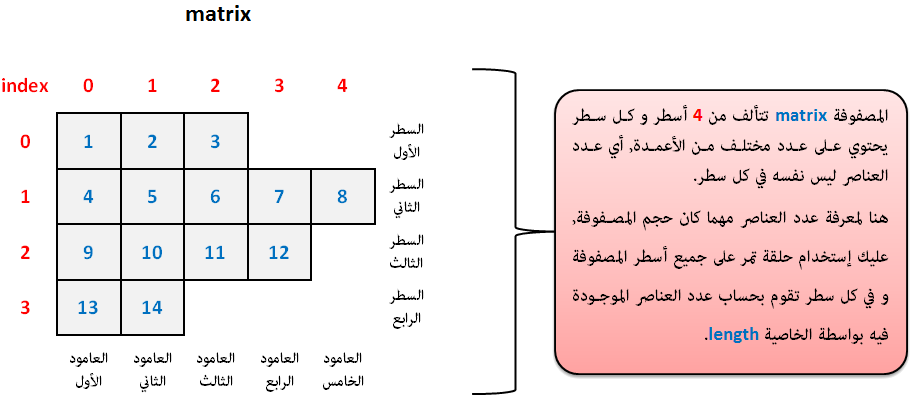 matrix
index 0 1 2 3 4
0 1 2 3 السطر
الأول
1 4 5 6 7 8 السطر
الثاني
2 9 10 11 12 السطر
الثالث
3 13 14 السطر
الرابع
العامود العامود العامود العامود العامود
الأول الثاني الثالث الرابع الخامس
المصفوفة matrix تتألف من 4 أسطر و كل سطر
يحتوي على عدد مختلف من الأعمدة, أي عدد
العناصر ليس نفسه في كل سطر.
هنا لمعرفة عدد العناصر مهما كان حجم المصفوفة,
عليك إستخدام حلقة تمر على جميع أسطر المصفوفة
و في كل سطر تقوم بحساب عدد العناصر الموجودة
فيه بواسطة الخاصية length.